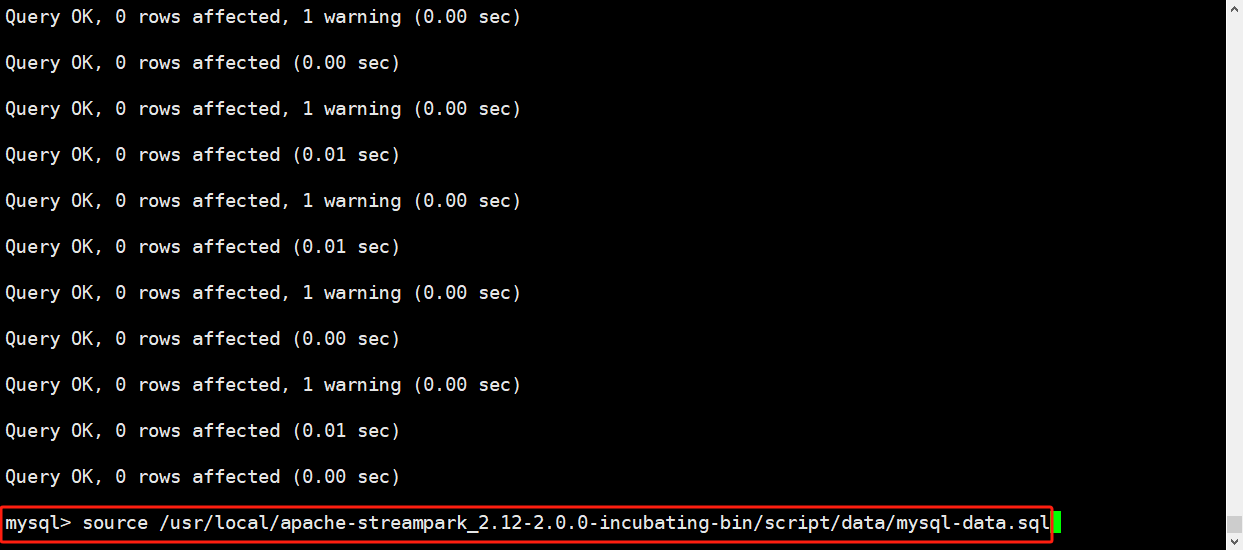 Query OK, 0 rows affected, 1 warning (0.00 sec)
Query OK, 0 rows affected (0.00 sec)
Query OK, 0 rows affected, 1 warning (0.00 sec)
Query OK, 0 rows affected (0.01 sec)
Query OK, 0 rows affected, 1 warning (0.00 sec)
Query OK, 0 rows affected (0.01 sec)
Query OK, 0 rows affected, 1 warning (0.00 sec)
Query OK, 0 rows affected (0.00 sec)
Query OK, 0 rows affected, 1 warning (0.00 sec)
Query OK, 0 rows affected (0.01 sec)
Query OK, 0 rows affected (0.00 sec)
mysql> source /usr/local/apache-streampark_2.12-2.0.0-incubating-bin/script/data/mysql-data.sql